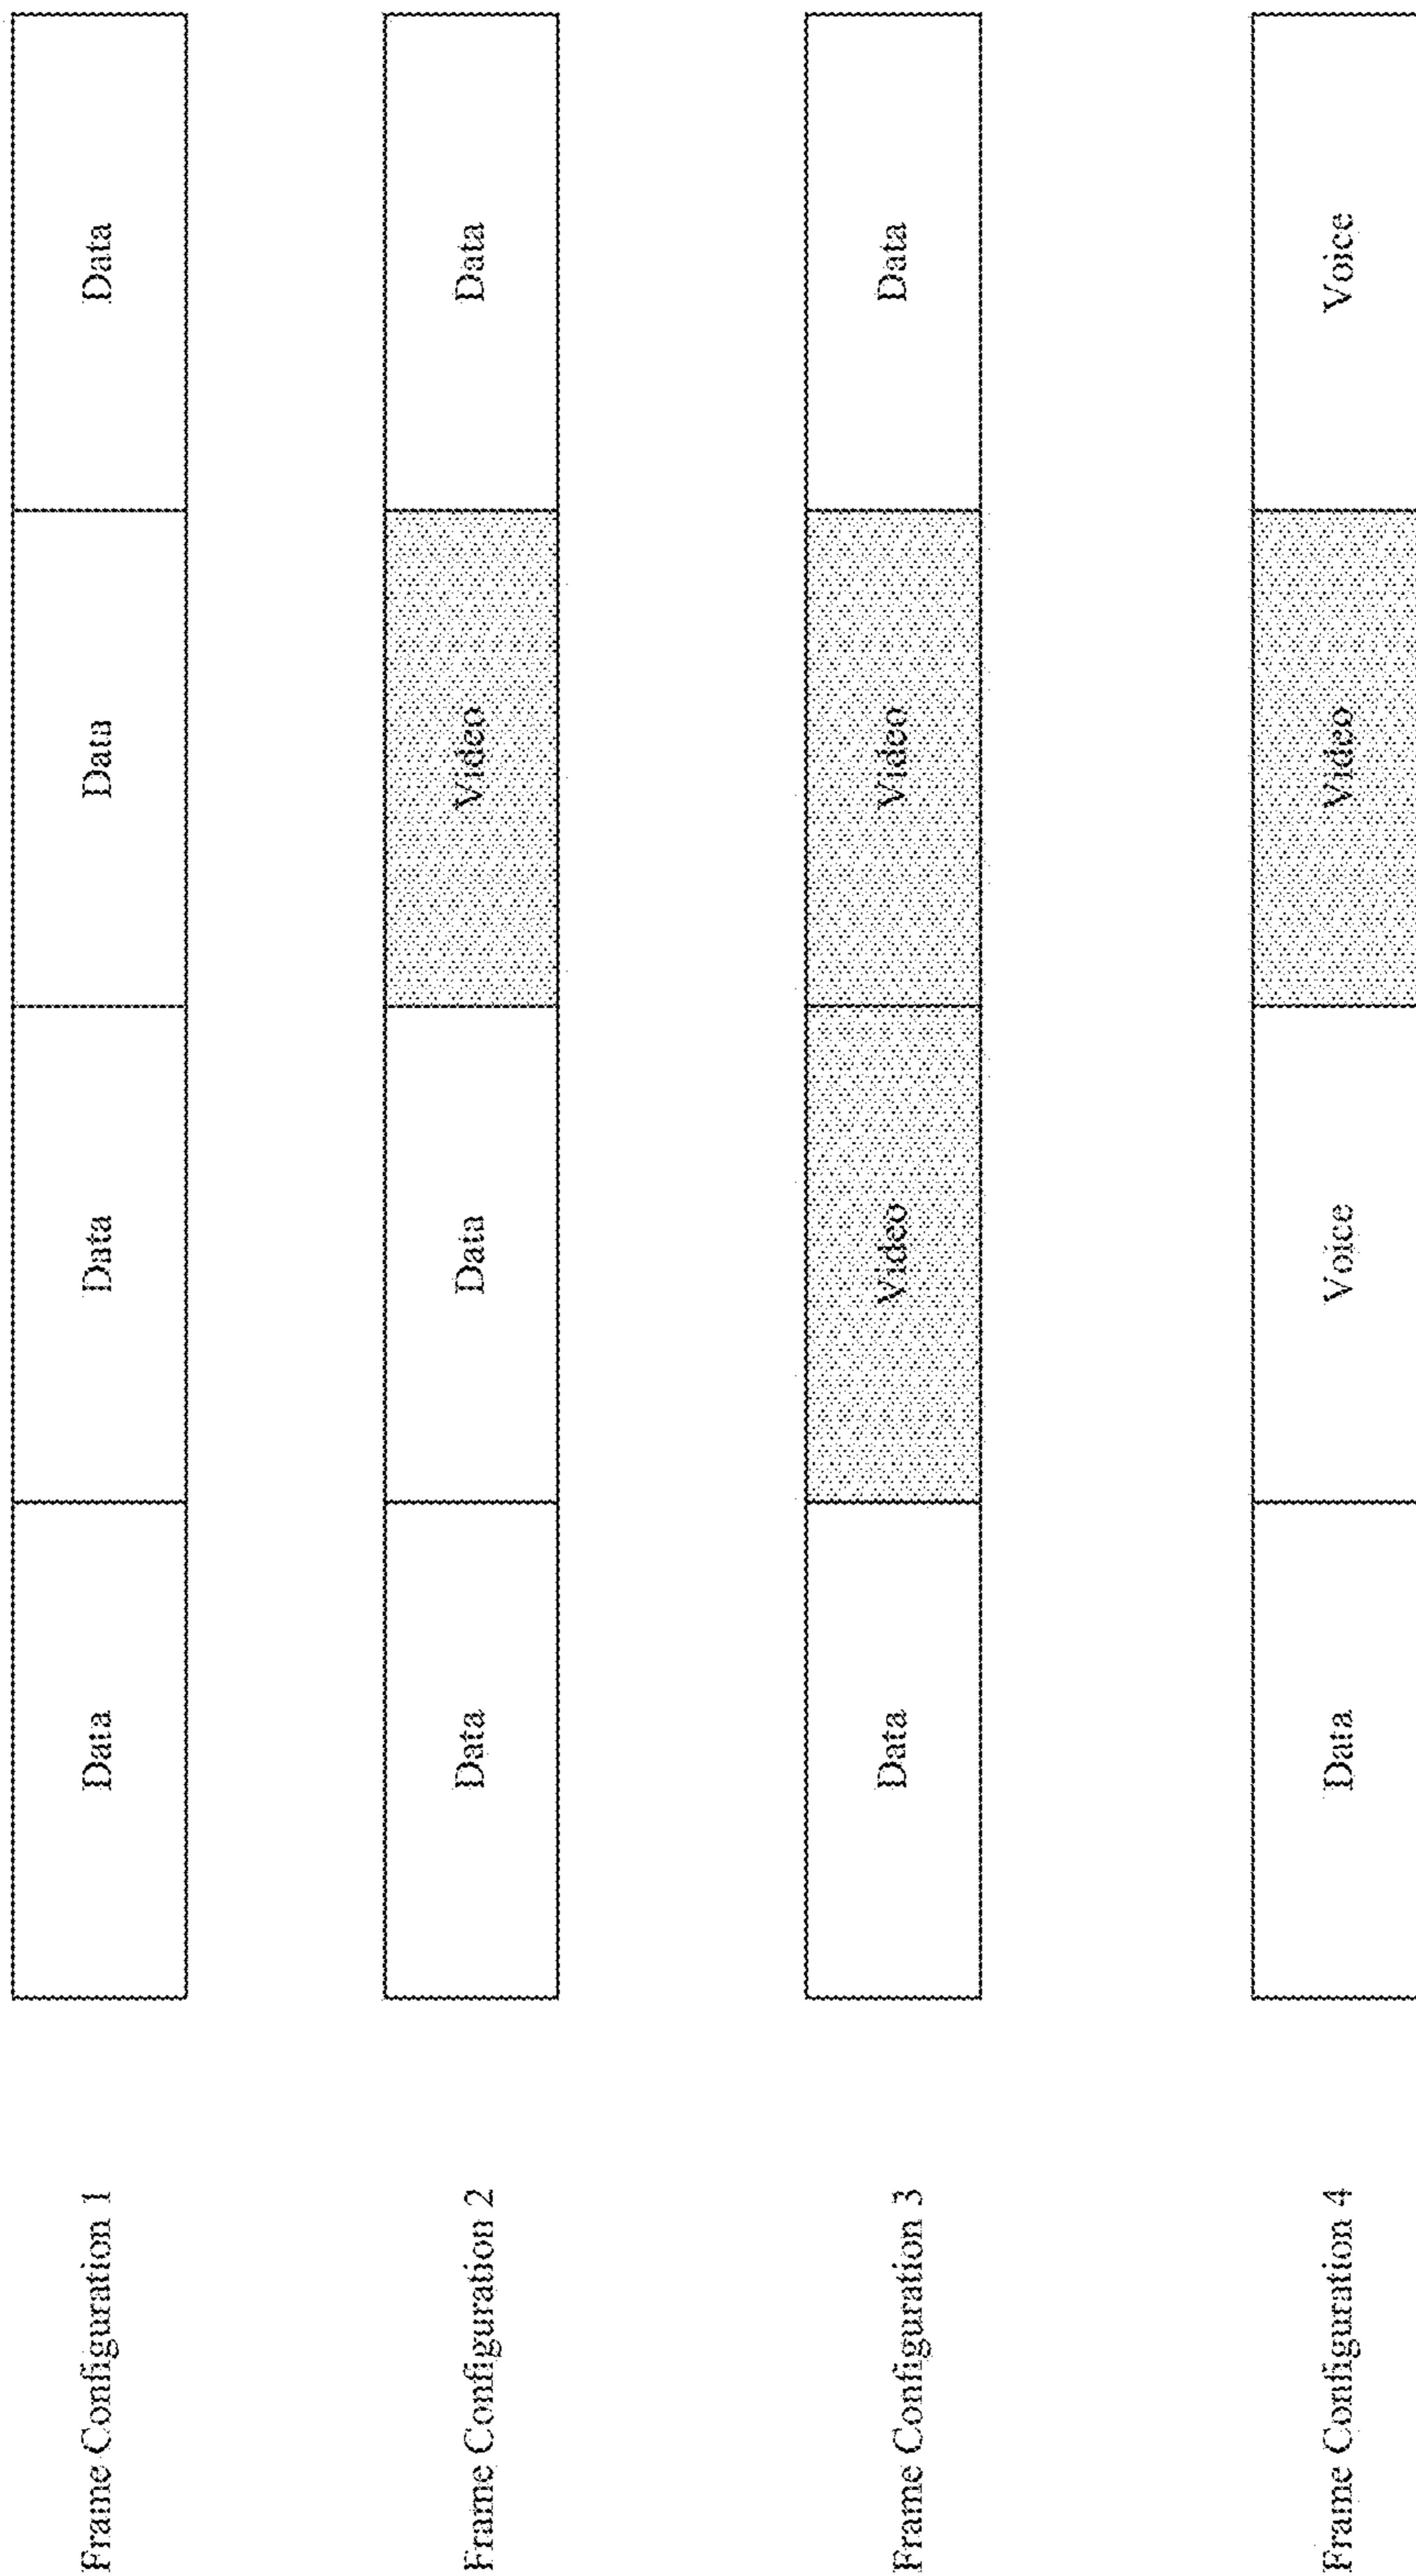 Frame Configuration 1
Data
Data
Data
Data
Frame Configuration 2
Data
Data
Video
Data
Frame Configuration 3
Data
Video
Video
Data
Frame Configuration 4
Data
Voice
Video
Voice